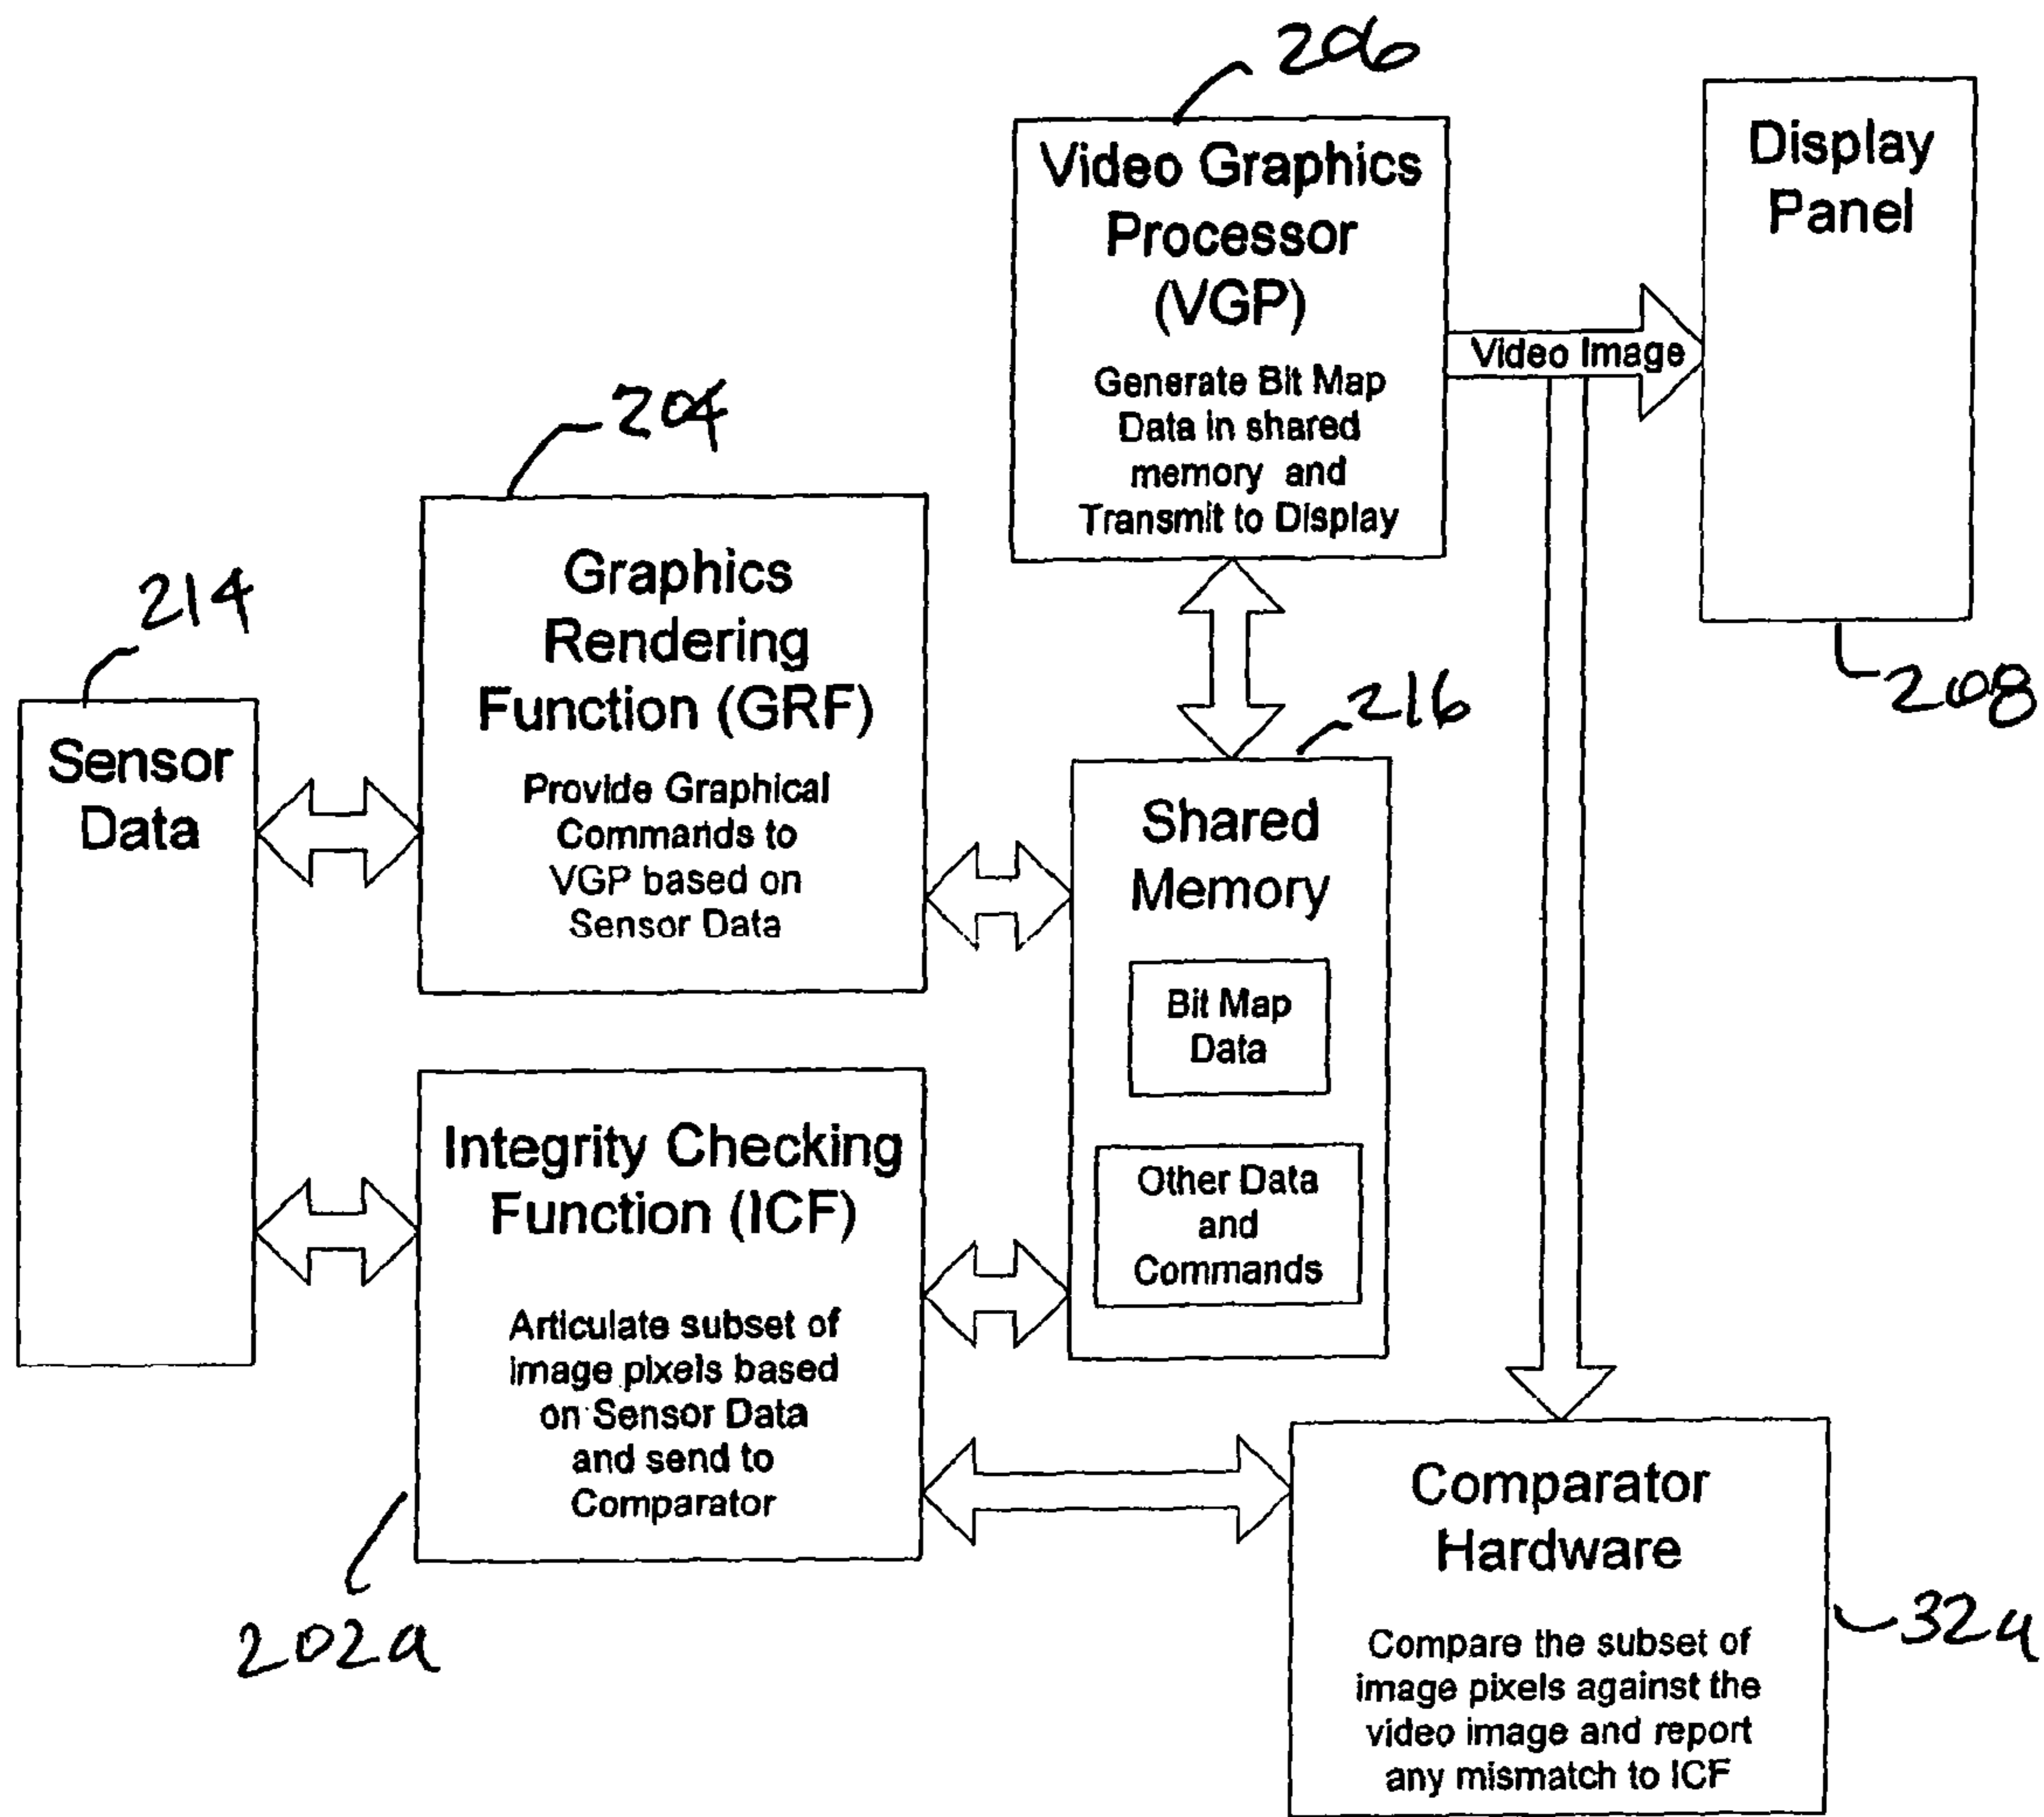 206
Video Graphics
Processor
(VGP)
Generate Bit Map
Data in shared
memory and
Transmit to Display
Display
Panel
208
Video Image
204
Graphics
Rendering
Function (GRF)
Provide Graphical
Commands to
VGP based on
Sensor Data
214
Sensor
Data
216
Shared
Memory
Bit Map
Data
Other Data
and
Commands
Integrity Checking
Function (ICF)
Articulate subset of
image pixels based
on Sensor Data
and send to
Comparator
202a
Comparator
Hardware
Compare the subset of
image pixels against the
video image and report
any mismatch to ICF
324